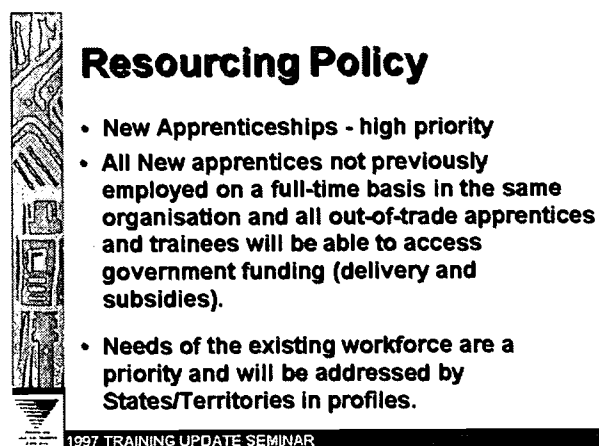 Resourcing Policy
• New Apprenticeships - high priority
• All New apprentices not previously
employed on a full-time basis in the same
organisation and all out-of-trade apprentices
and trainees will be able to access
government funding (delivery and
subsidies).
• Needs of the existing workforce are a
priority and will be addressed by
States/Territories in profiles.
1997 TRAINING UPDATE SEMINAR